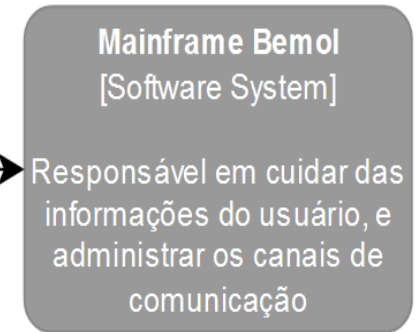 Mainframe Bemol
[Software System]
Responsável em cuidar das
informações do usuário, e
administrar os canais de
comunicação